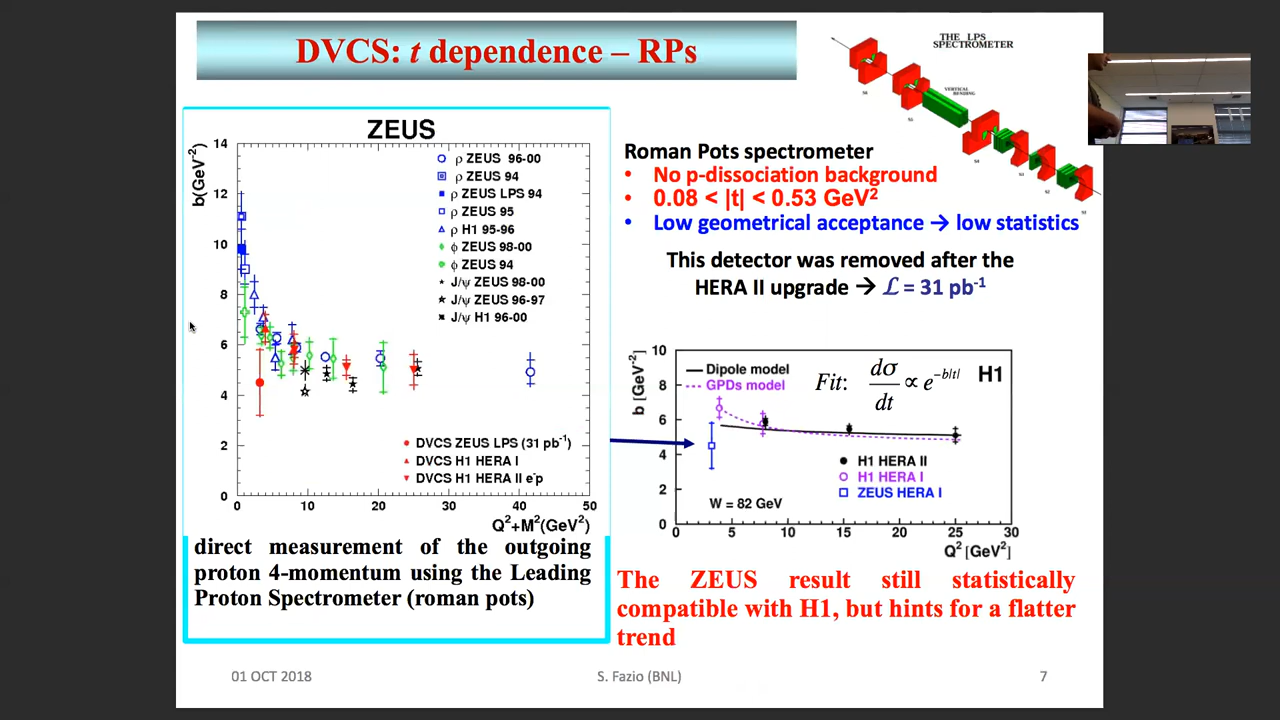 DVCS: t dependence – RPs
THE LPS
SPECTROMETER
VERTICAL
BENDING
S6
S5
S4
ZEUS
b(GeV⁻²)
14
12
10
8
6
4
2
0
ρ ZEUS 96-00
ρ ZEUS 94
ρ ZEUS LPS 94
ρ ZEUS 95
ρ H1 95-96
ϕ ZEUS 98-00
ϕ ZEUS 94
J/ψ ZEUS 98-00
J/ψ ZEUS 96-97
J/ψ H1 96-00
DVCS ZEUS LPS (31 pb⁻¹)
DVCS H1 HERA I
DVCS H1 HERA II e⁻p
0 10 20 30 40 50
Q²+M²(GeV²)
direct measurement of the outgoing
proton 4-momentum using the Leading
Proton Spectrometer (roman pots)
Roman Pots spectrometer
• No p-dissociation background
• 0.08 < |t| < 0.53 GeV²
• Low geometrical acceptance → low statistics
This detector was removed after the
HERA II upgrade → ℒ = 31 pb⁻¹
b [GeV⁻²]
10
8
6
4
2
0
Dipole model
GPDs model
Fit: dσ/dt ∝ e^{-b|t|}
H1
H1 HERA II
H1 HERA I
ZEUS HERA I
W = 82 GeV
0 5 10 15 20 25 30
Q² [GeV²]
The ZEUS result still statistically
compatible with H1, but hints for a flatter
trend
01 OCT 2018
S. Fazio (BNL)
7